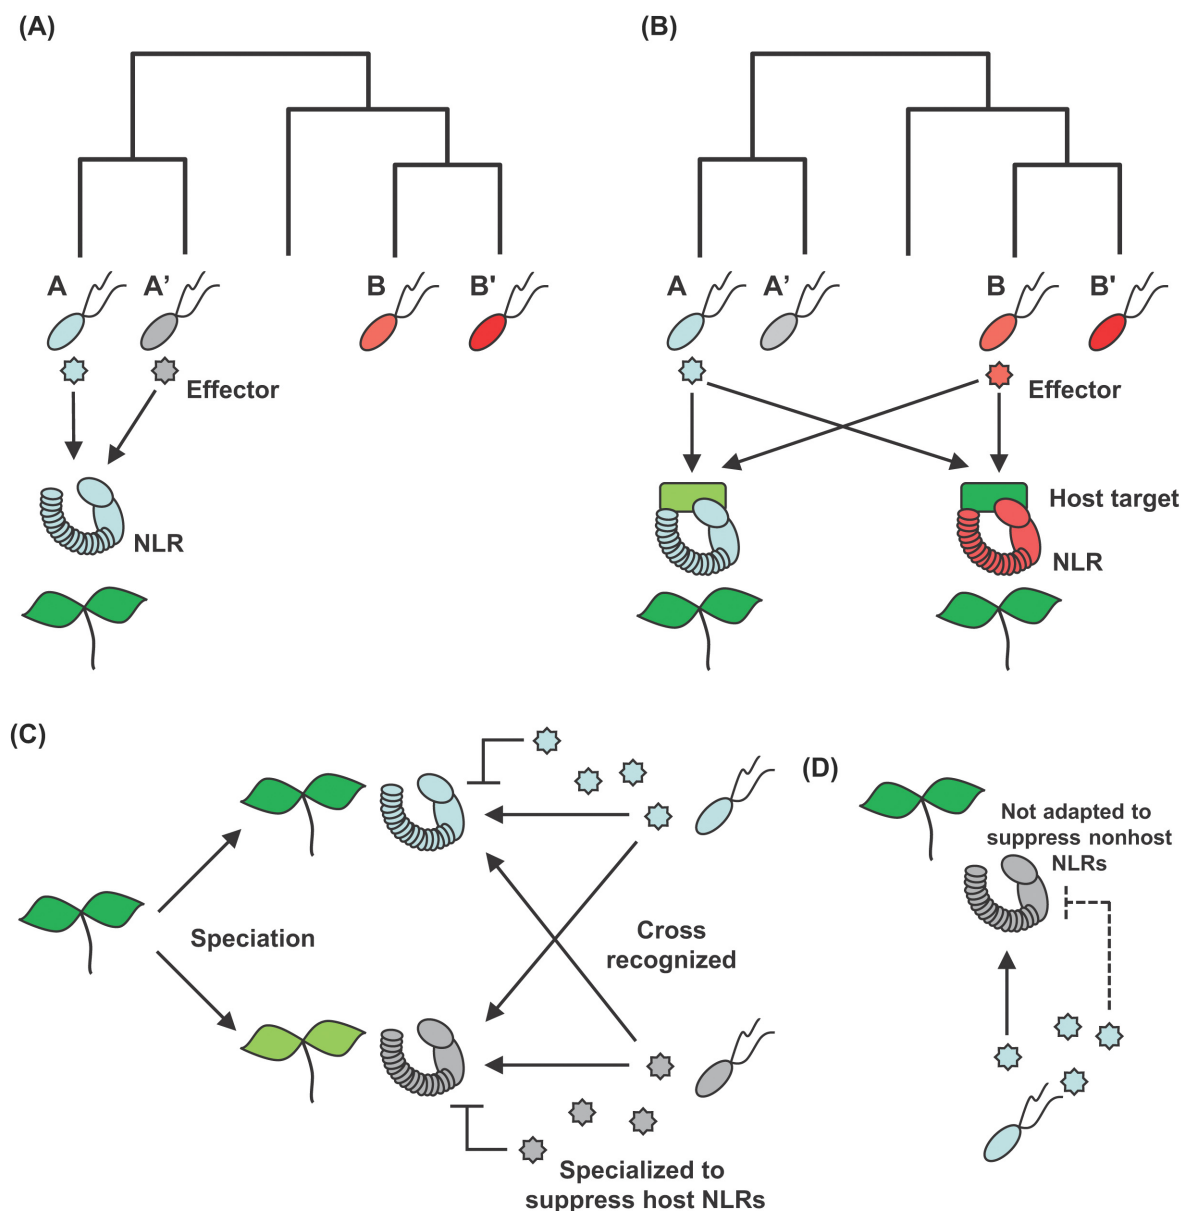 (A)
A
A'
B
B'
Effector
NLR
(B)
A
A'
B
B'
Effector
Host target
NLR
(C)
Speciation
Cross
recognized
Specialized to
suppress host NLRs
(D)
Not adapted to
suppress nonhost
NLRs